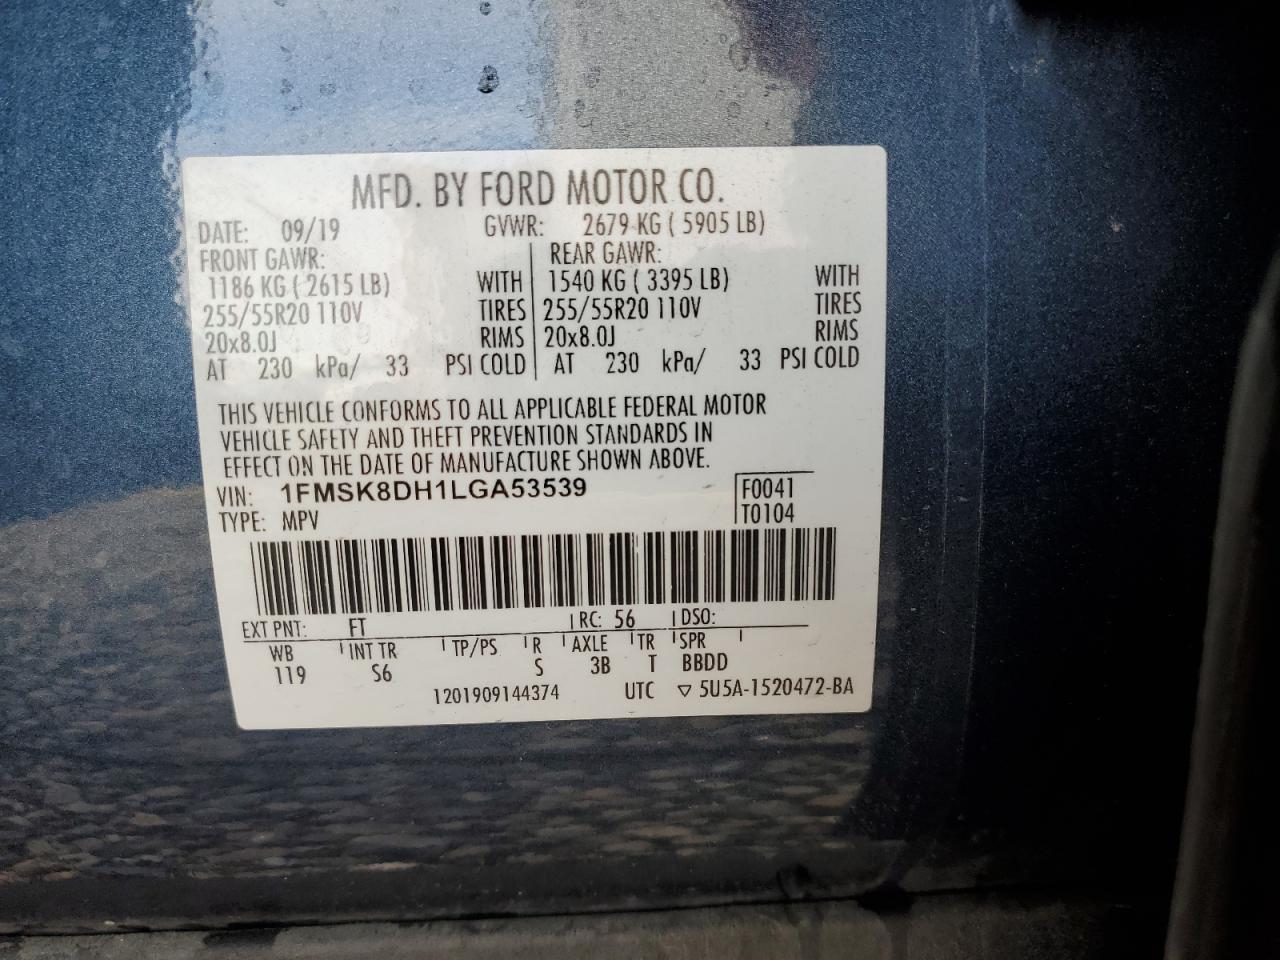 MFD. BY FORD MOTOR CO.
DATE: 09/19 GVWR: 2679 KG ( 5905 LB)
FRONT GAWR: REAR GAWR:
1186 KG ( 2615 LB) WITH 1540 KG ( 3395 LB) WITH
255/55R20 110V TIRES 255/55R20 110V TIRES
20x8.0J RIMS 20x8.0J RIMS
AT 230 kPa/ 33 PSI COLD AT 230 kPa/ 33 PSI COLD
THIS VEHICLE CONFORMS TO ALL APPLICABLE FEDERAL MOTOR
VEHICLE SAFETY AND THEFT PREVENTION STANDARDS IN
EFFECT ON THE DATE OF MANUFACTURE SHOWN ABOVE.
VIN: 1FMSK8DH1LGA53539 F0041
TYPE: MPV T0104
EXT PNT: FT RC: 56 DSO:
WB INT TR TP/PS R AXLE TR SPR
119 S6 S 3B T BBDD
1201909144374 UTC ▽ 5U5A-1520472-BA